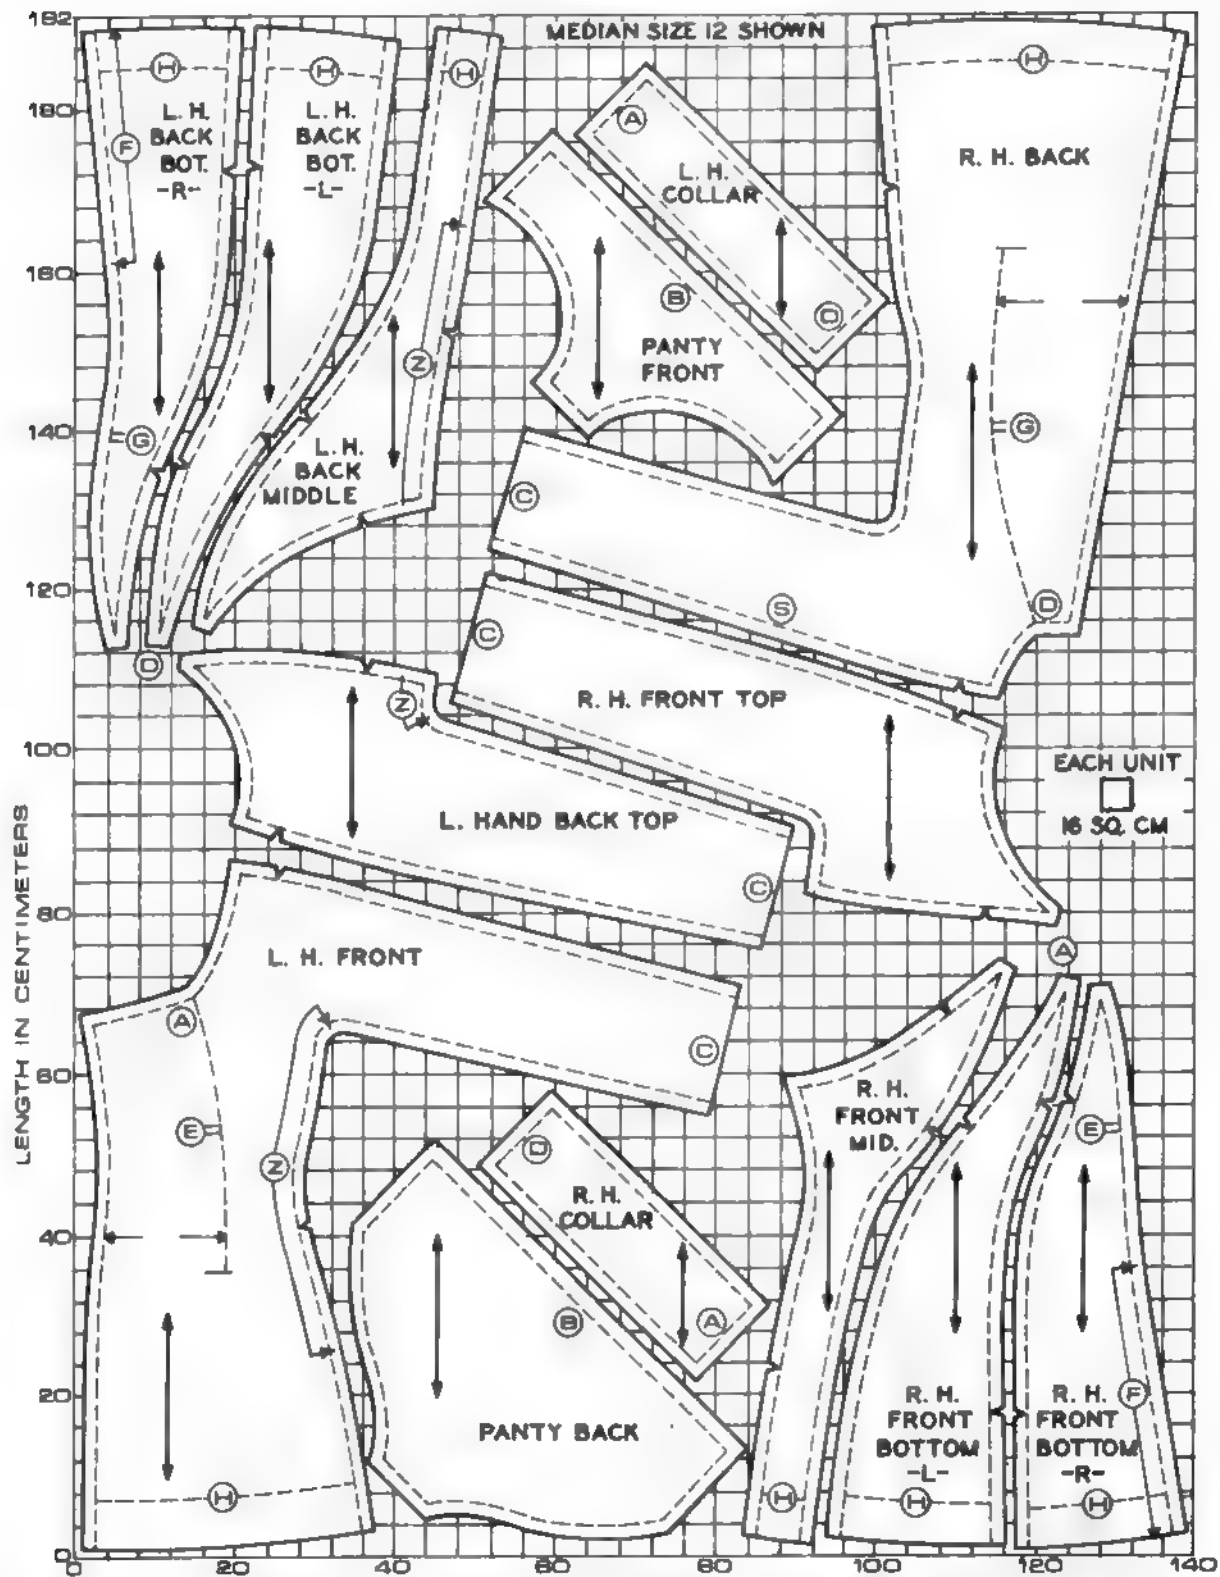 192
MEDIAN SIZE 12 SHOWN
H
H
H
H
180
F
L. H.
BACK
BOT.
-R-
L. H.
BACK
BOT.
-L-
A
L. H.
COLLAR
R. H. BACK
160
B
D
Z
PANTY
FRONT
140
G
G
L. H.
BACK
MIDDLE
C
120
S
D
C
D
Z
R. H. FRONT TOP
100
EACH UNIT
16 SQ. CM
L. HAND BACK TOP
LENGTH IN CENTIMETERS
80
C
L. H. FRONT
A
A
C
60
R. H.
FRONT
MID.
E
E
Z
D
R. H.
COLLAR
40
B
A
20
PANTY BACK
R. H.
FRONT
BOTTOM
-L-
R. H.
FRONT
BOTTOM
-R-
F
H
H
H
H
0
0
20
40
60
80
100
120
140